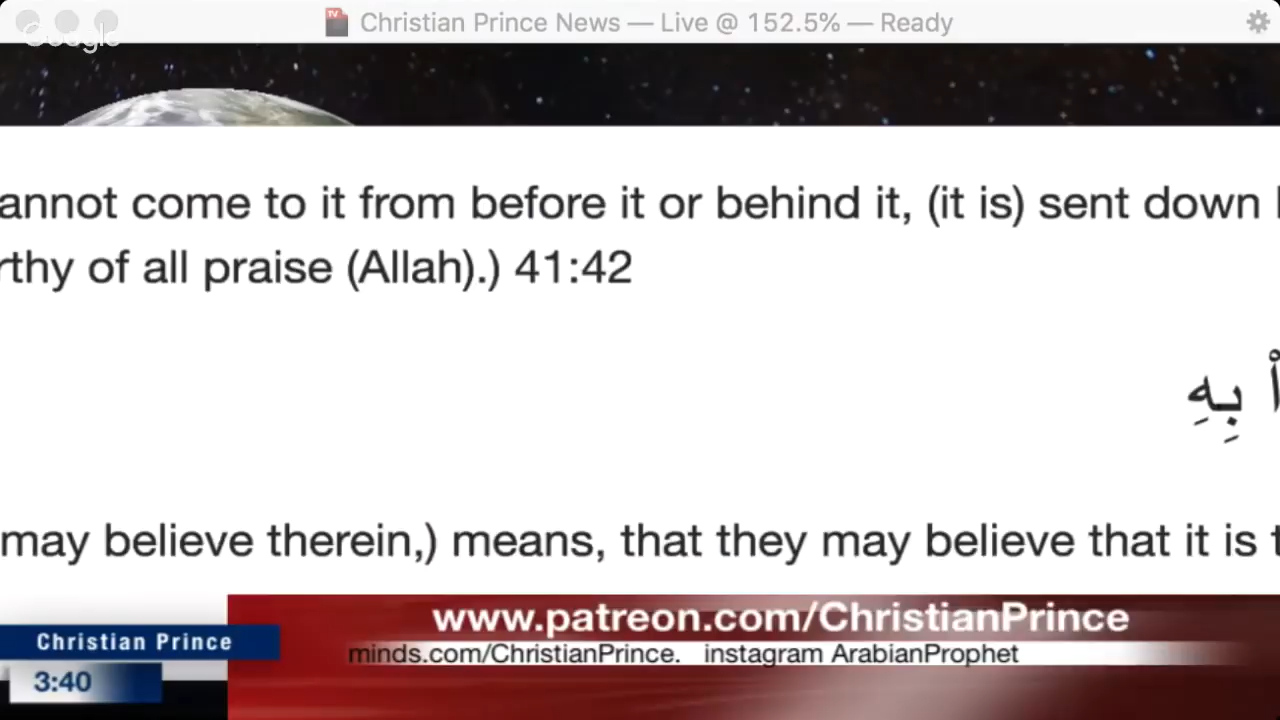 Christian Prince News — Live @ 152.5% — Ready
Google
annot come to it from before it or behind it, (it is) sent down
rthy of all praise (Allah).) 41:42
بِهِ
may believe therein,) means, that they may believe that it is
www.patreon.com/ChristianPrince
Christian Prince
minds.com/ChristianPrince. instagram ArabianProphet
3:40